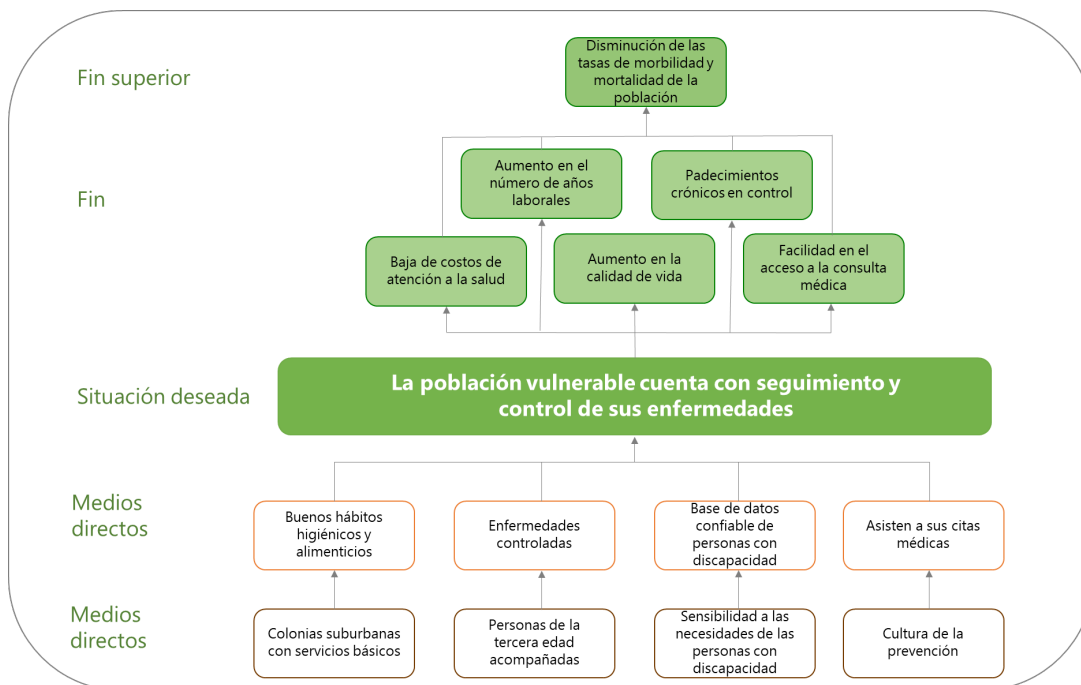 Fin superior
Disminución de las
tasas de morbilidad y
mortalidad de la
población
Fin
Aumento en el
número de años
laborales
Padecimientos
crónicos en control
Baja de costos de
atención a la salud
Aumento en la
calidad de vida
Facilidad en el
acceso a la consulta
médica
Situación deseada
La población vulnerable cuenta con seguimiento y
control de sus enfermedades
Medios
directos
Buenos hábitos
higiénicos y
alimenticios
Enfermedades
controladas
Base de datos
confiable de
personas con
discapacidad
Asisten a sus citas
médicas
Medios
directos
Colonias suburbanas
con servicios básicos
Personas de la
tercera edad
acompañadas
Sensibilidad a las
necesidades de las
personas con
discapacidad
Cultura de la
prevención